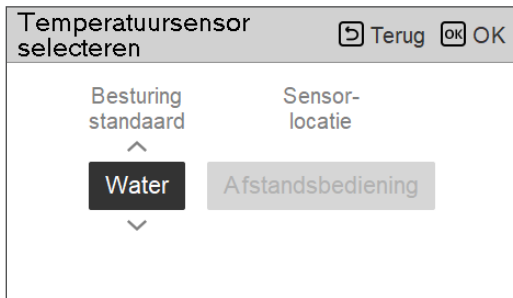 Temperatuursensor
selecteren
Terug OK OK
Besturing
standaard
Sensor-
locatie
Water
Afstandsbediening